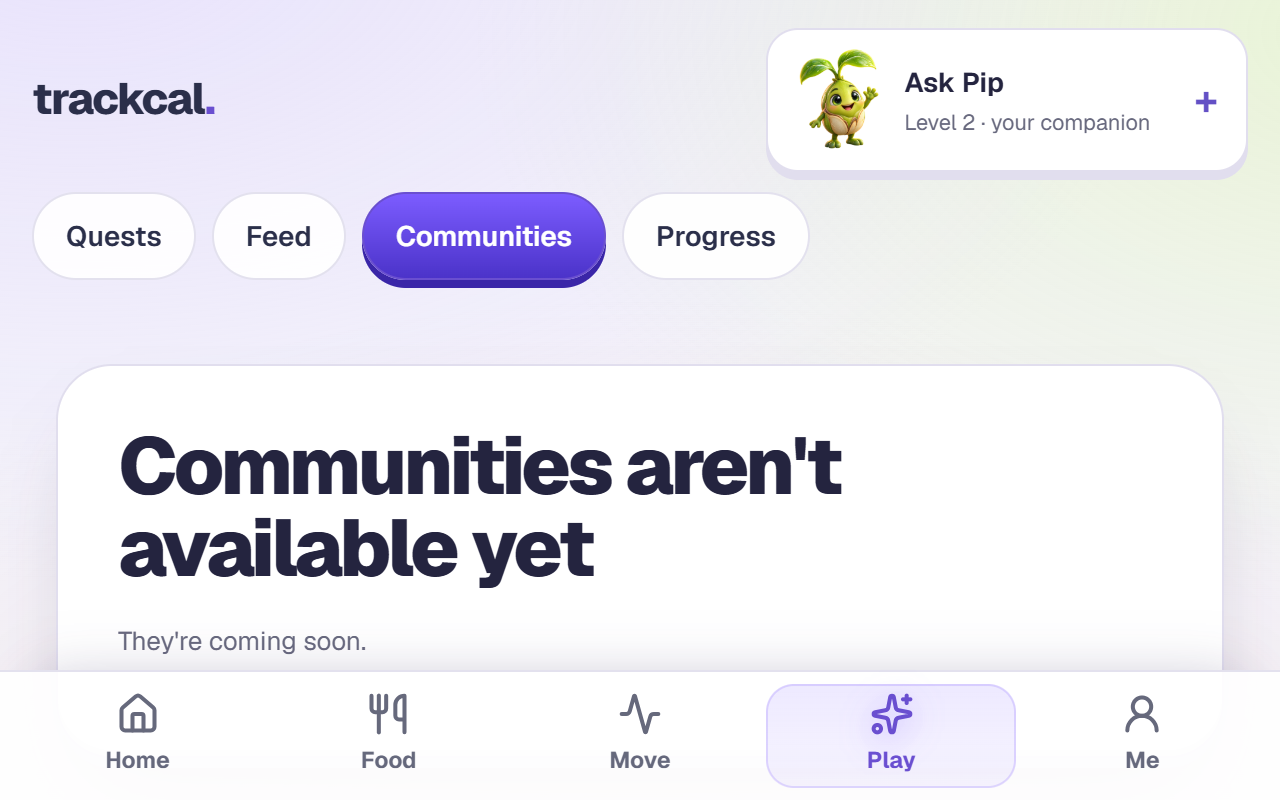 trackcal.
Ask Pip
Level 2 · your companion
+
Quests
Feed
Communities
Progress
Communities aren't
available yet
They're coming soon.
Home
Food
Move
Play
Me